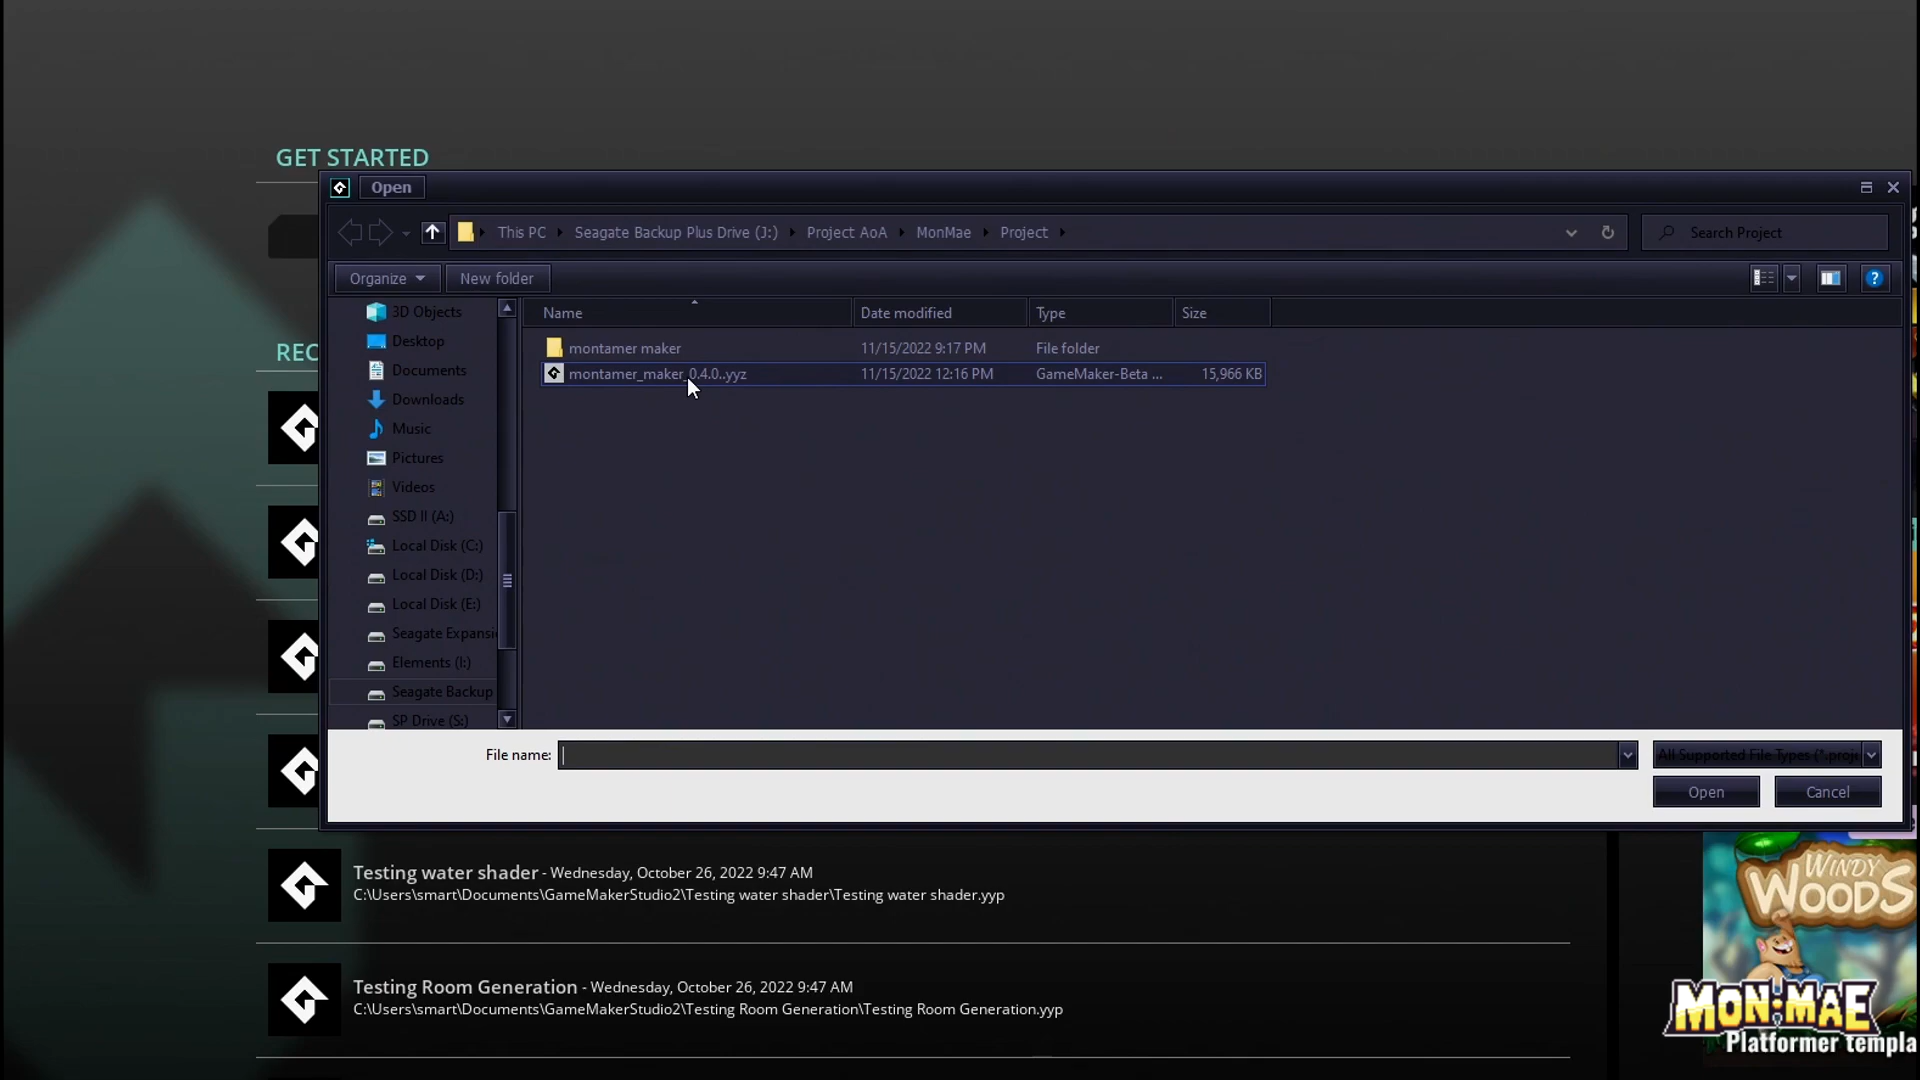 GET STARTED
REC
Open
This PC
Seagate Backup Plus Drive (J:)
Project AoA
MonMae
Project
Search Project
Organize
New folder
Name
Date modified
Type
Size
montamer maker
11/15/2022 9:17 PM
File folder
montamer_maker_0.4.0..yyz
11/15/2022 12:16 PM
GameMaker-Beta ...
15,966 KB
3D Objects
Desktop
Documents
Downloads
Music
Pictures
Videos
SSD II (A:)
Local Disk (C:)
Local Disk (D:)
Local Disk (E:)
Seagate Expansi
Elements (I:)
Seagate Backup
SP Drive (S:)
File name:
All Supported File Types (*.proje
Open
Cancel
Testing water shader - Wednesday, October 26, 2022 9:47 AM
C:\Users\smart\Documents\GameMakerStudio2\Testing water shader\Testing water shader.yyp
Testing Room Generation - Wednesday, October 26, 2022 9:47 AM
C:\Users\smart\Documents\GameMakerStudio2\Testing Room Generation\Testing Room Generation.yyp
WINDY
WOODS
MON:MAE
Platformer templa